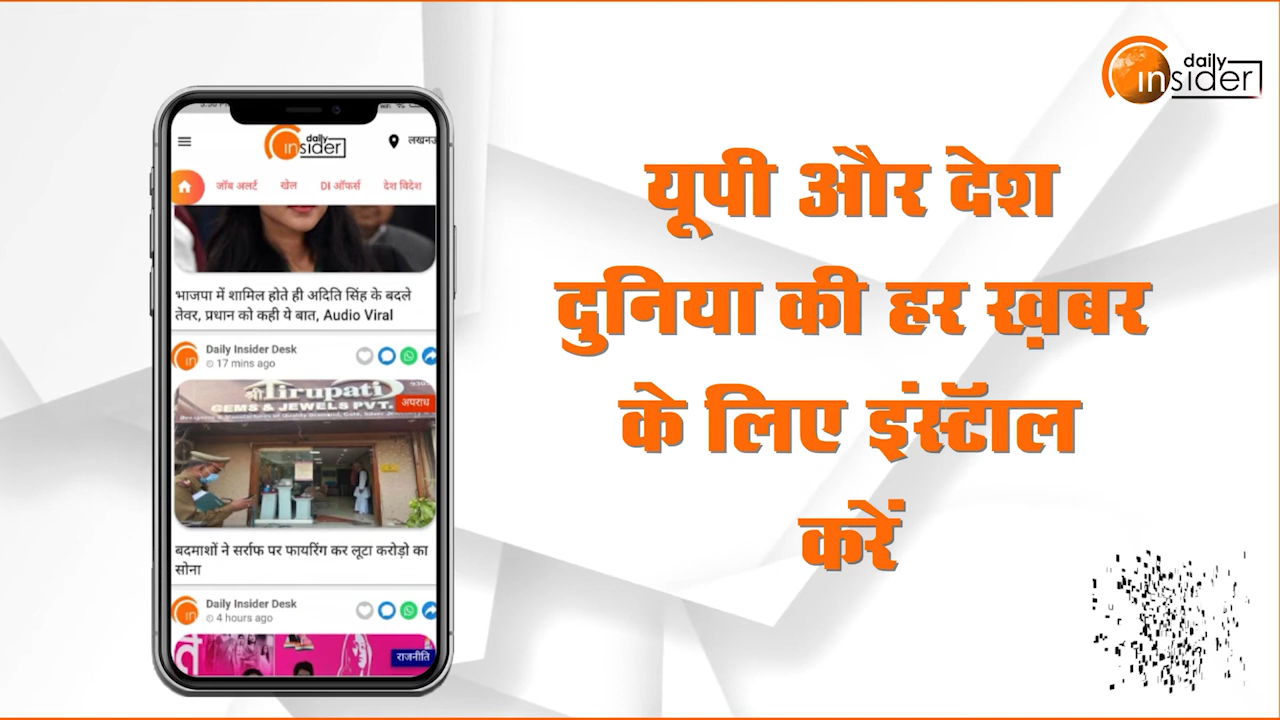 daily
insider
daily
insider
लखनऊ
जॉब अलर्ट खेल DI ऑफर्स देश विदेश
भाजपा में शामिल होते ही अदिति सिंह के बदले
तेवर, प्रधान को कही ये बात, Audio Viral
Daily Insider Desk
17 mins ago
श्री Tirupati
GEMS & JEWELS PVT.
अपराध
बदमाशों ने सर्राफ पर फायरिंग कर लूटा करोड़ो का
सोना
Daily Insider Desk
4 hours ago
राजनीति
यूपी और देश
दुनिया की हर ख़बर
के लिए इंस्टॉल
करें